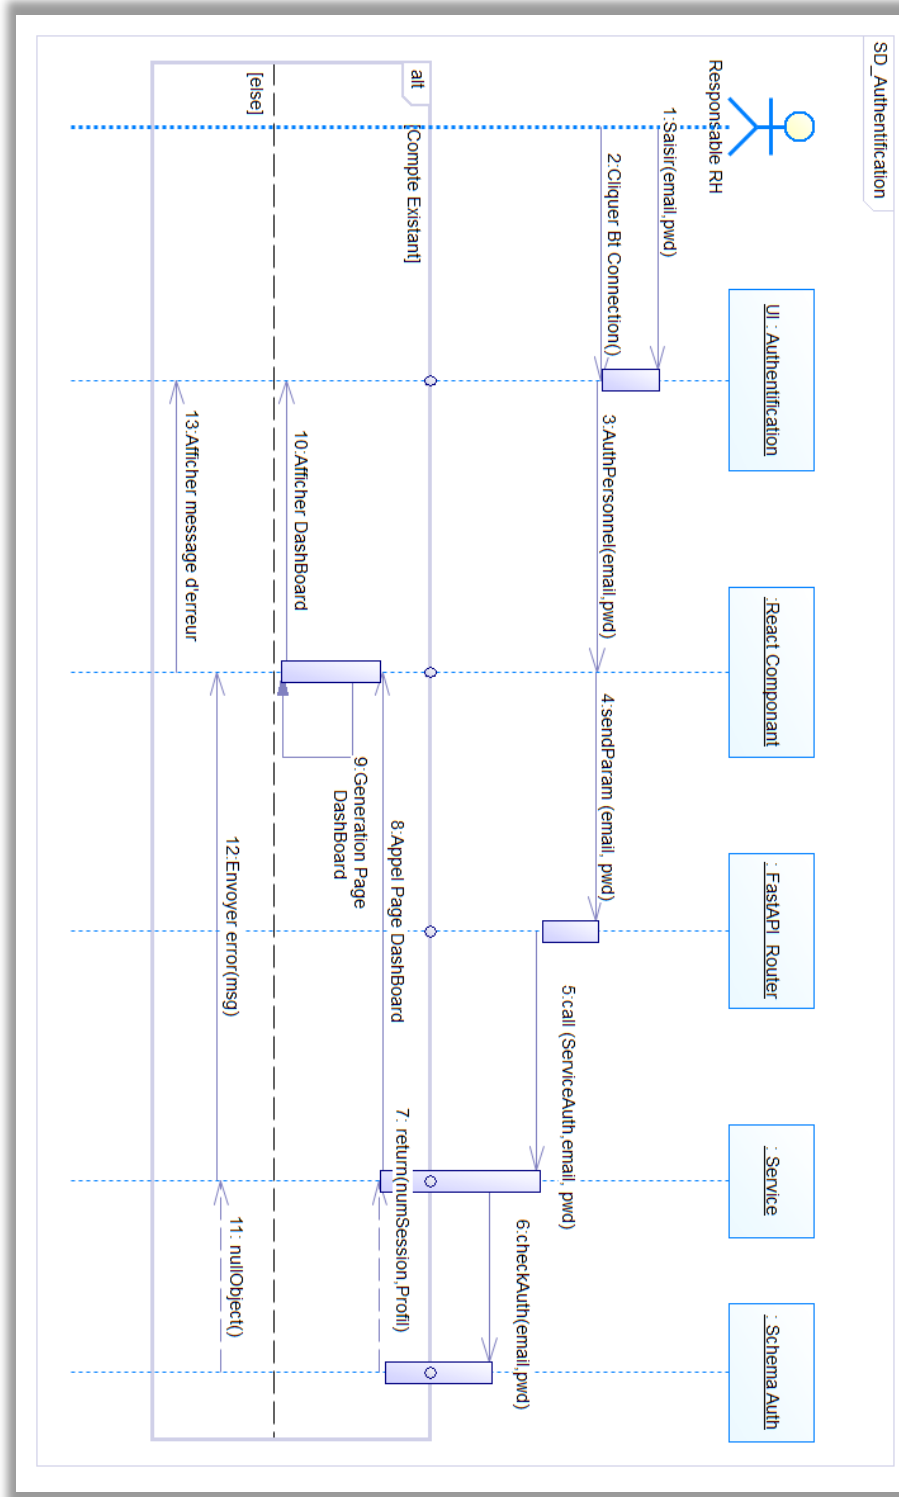 SD_Authentification
Responsable RH
UI : Authentification
:React Componant
: FastAPI_Router
: Service
: Schema Auth
1:Saisir(email,pwd)
2:Cliquer Bt Connection()
3:AuthPersonnel(email,pwd)
4:sendParam (email, pwd)
5:call (ServiceAuth,email, pwd)
6:checkAuth(email,pwd)
alt
[Compte Existant]
7: return(numSession,Profil)
8:Appel Page DashBoard
9:Generation Page
DashBoard
10:Afficher DashBoard
[else]
11: nullObject()
12:Envoyer error(msg)
13:Afficher message d'erreur